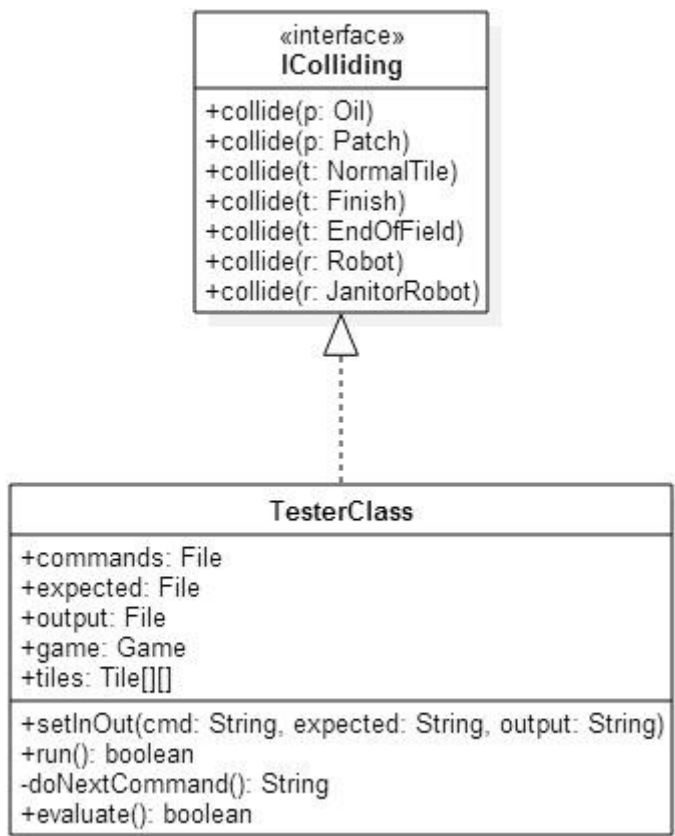 «interface»
IColliding
+collide(p: Oil)
+collide(p: Patch)
+collide(t: NormalTile)
+collide(t: Finish)
+collide(t: EndOfField)
+collide(r: Robot)
+collide(r: JanitorRobot)
TesterClass
+commands: File
+expected: File
+output: File
+game: Game
+tiles: Tile[][]
+setInOut(cmd: String, expected: String, output: String)
+run(): boolean
-doNextCommand(): String
+evaluate(): boolean